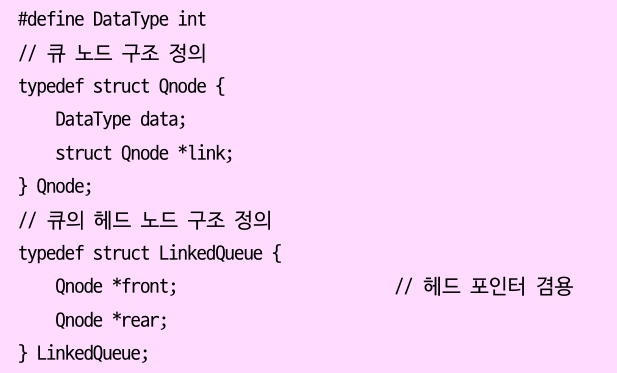 #define DataType int
// 큐 노드 구조 정의
typedef struct Qnode {
    DataType data;
    struct Qnode *link;
} Qnode;
// 큐의 헤드 노드 구조 정의
typedef struct LinkedQueue {
    Qnode *front;                    // 헤드 포인터 겸용
    Qnode *rear;
} LinkedQueue;